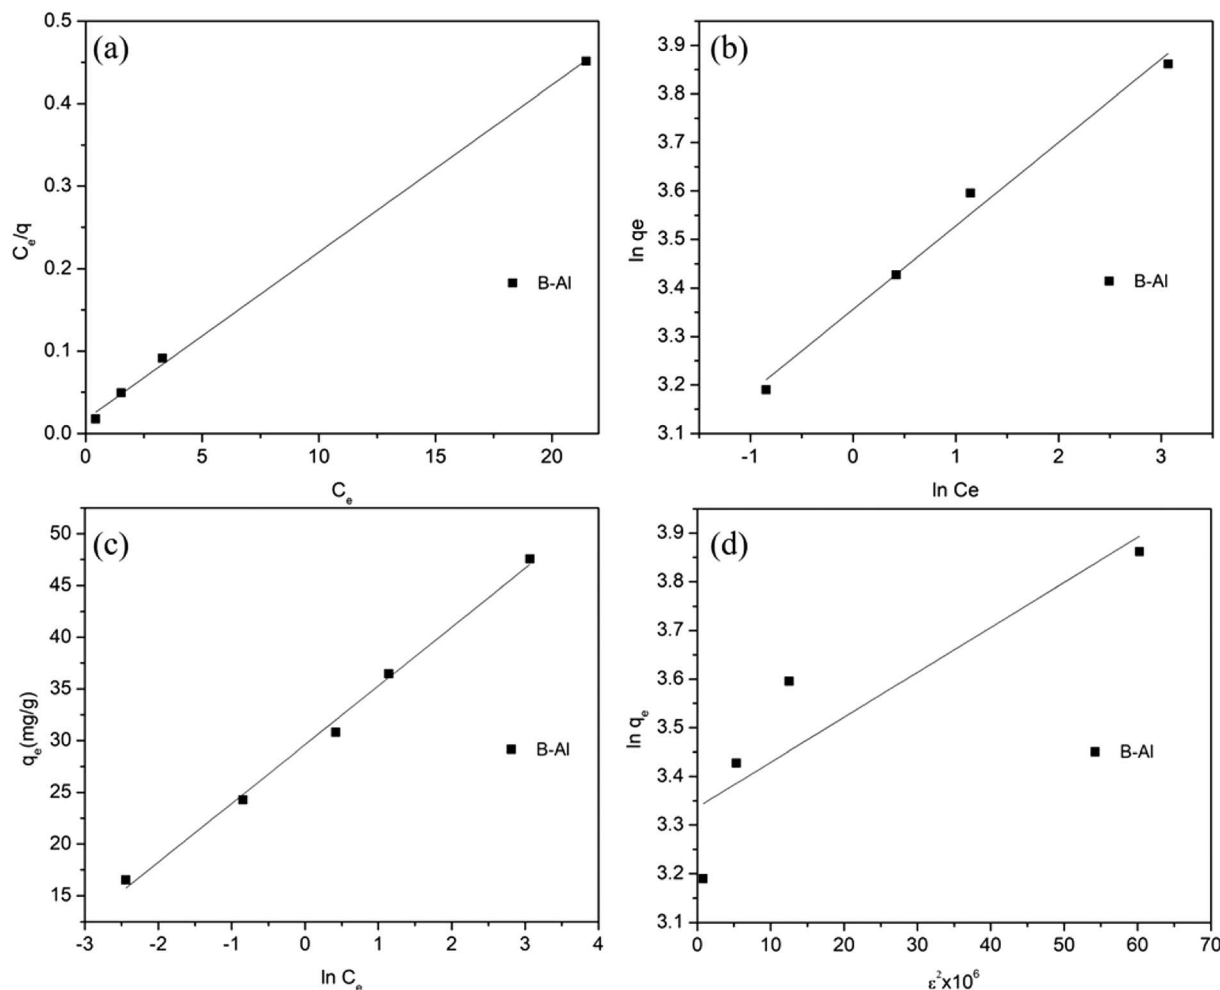 (a)
0.5
0.4
0.3
0.2
0.1
0.0
Cₑ/q
B-Al
0 5 10 15 20
Cₑ
(b)
3.9
3.8
3.7
3.6
3.5
3.4
3.3
3.2
3.1
ln qe
B-Al
-1 0 1 2 3
ln Ce
(c)
50
45
40
35
30
25
20
15
qₑ(mg/g)
B-Al
-3 -2 -1 0 1 2 3 4
ln Cₑ
(d)
3.9
3.8
3.7
3.6
3.5
3.4
3.3
3.2
3.1
ln qₑ
B-Al
0 10 20 30 40 50 60 70
ε²x10⁶